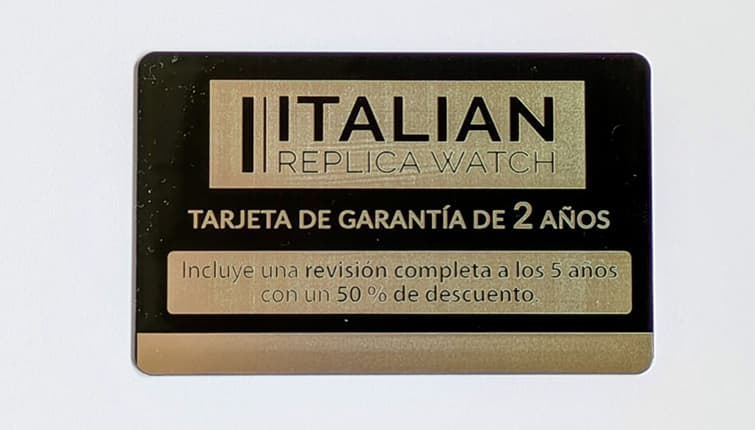 ITALIAN
REPLICA WATCH
TARJETA DE GARANTÍA DE 2 AÑOS
Incluye una revisión completa a los 5 años
con un 50 % de descuento.